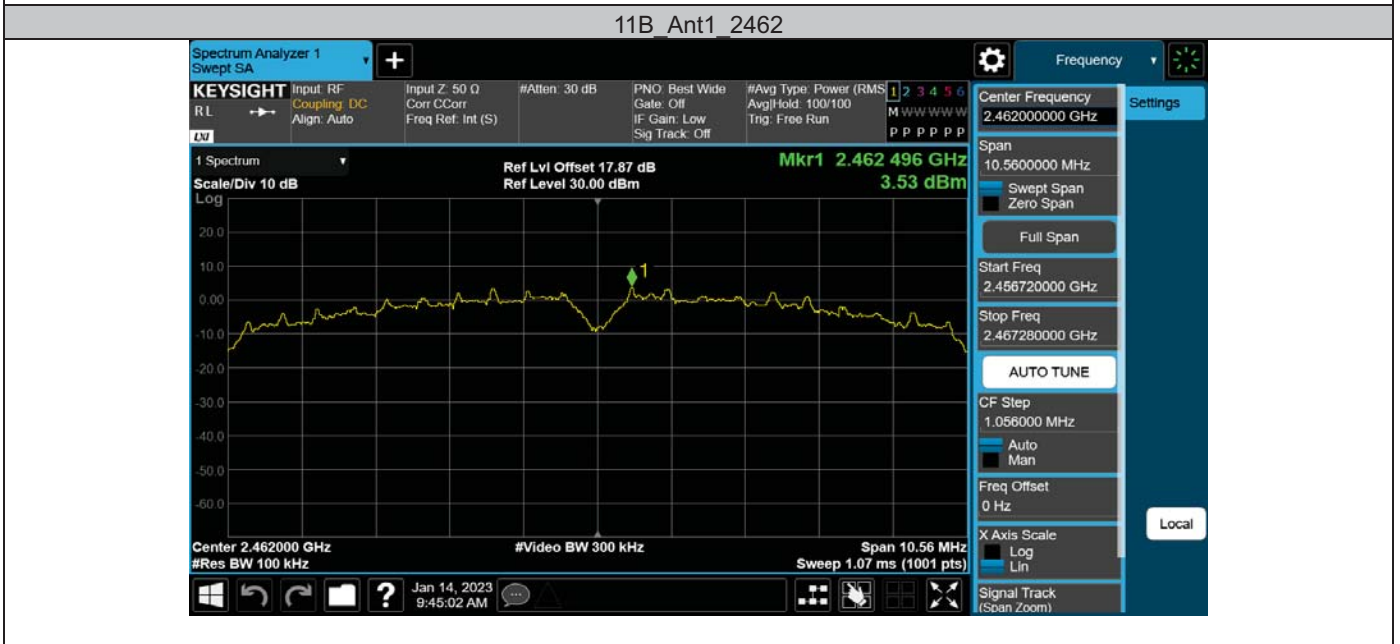 11B_Ant1_2462
Spectrum Analyzer 1
Swept SA
+
Frequency
KEYSIGHT
RL
LXI
Input: RF
Coupling: DC
Align: Auto
Input Z: 50 Ω
Corr CCorr
Freq Ref: Int (S)
#Atten: 30 dB
PNO: Best Wide
Gate: Off
IF Gain: Low
Sig Track: Off
#Avg Type: Power (RMS
Avg|Hold: 100/100
Trig: Free Run
1 2 3 4 5 6
M W W W W W
P P P P P P
Center Frequency
2.462000000 GHz
Settings
1 Spectrum
Scale/Div 10 dB
Ref Lvl Offset 17.87 dB
Ref Level 30.00 dBm
Mkr1 2.462 496 GHz
3.53 dBm
Log
20.0
10.0
0.00
-10.0
-20.0
-30.0
-40.0
-50.0
-60.0
1
Span
10.5600000 MHz
Swept Span
Zero Span
Full Span
Start Freq
2.456720000 GHz
Stop Freq
2.467280000 GHz
AUTO TUNE
CF Step
1.056000 MHz
Auto
Man
Freq Offset
0 Hz
X Axis Scale
Log
Lin
Signal Track
(Span Zoom)
Local
Center 2.462000 GHz
#Res BW 100 kHz
#Video BW 300 kHz
Span 10.56 MHz
Sweep 1.07 ms (1001 pts)
?
Jan 14, 2023
9:45:02 AM